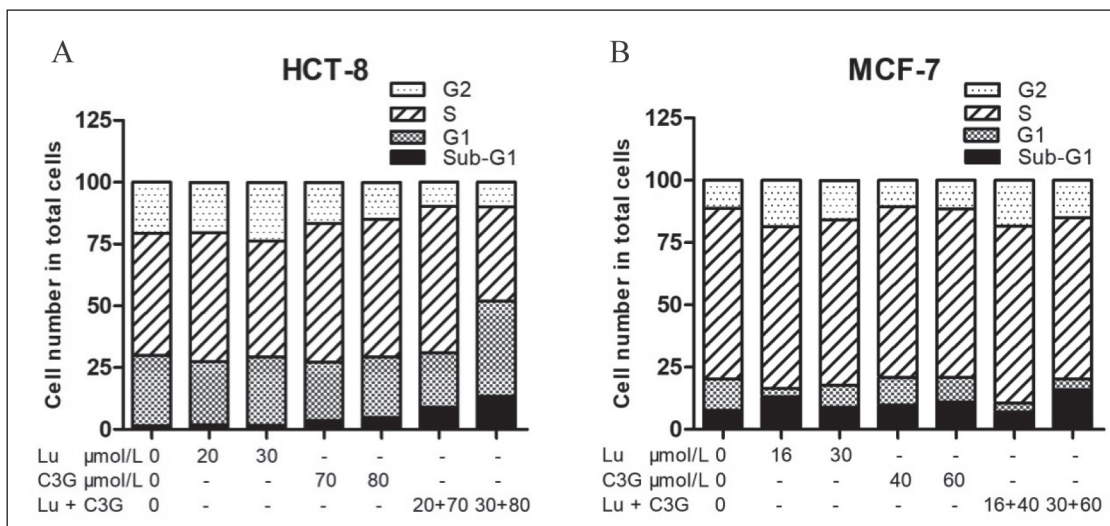 A
HCT-8
G2
S
G1
Sub-G1
Cell number in total cells
125
100
75
50
25
0
Lu μmol/L 0 20 30 - - - -
C3G μmol/L 0 - - 70 80 - -
Lu + C3G 0 - - - - 20+70 30+80
B
MCF-7
G2
S
G1
Sub-G1
Cell number in total cells
125
100
75
50
25
0
Lu μmol/L 0 16 30 - - - -
C3G μmol/L 0 - - 40 60 - -
Lu + C3G 0 - - - - 16+40 30+60